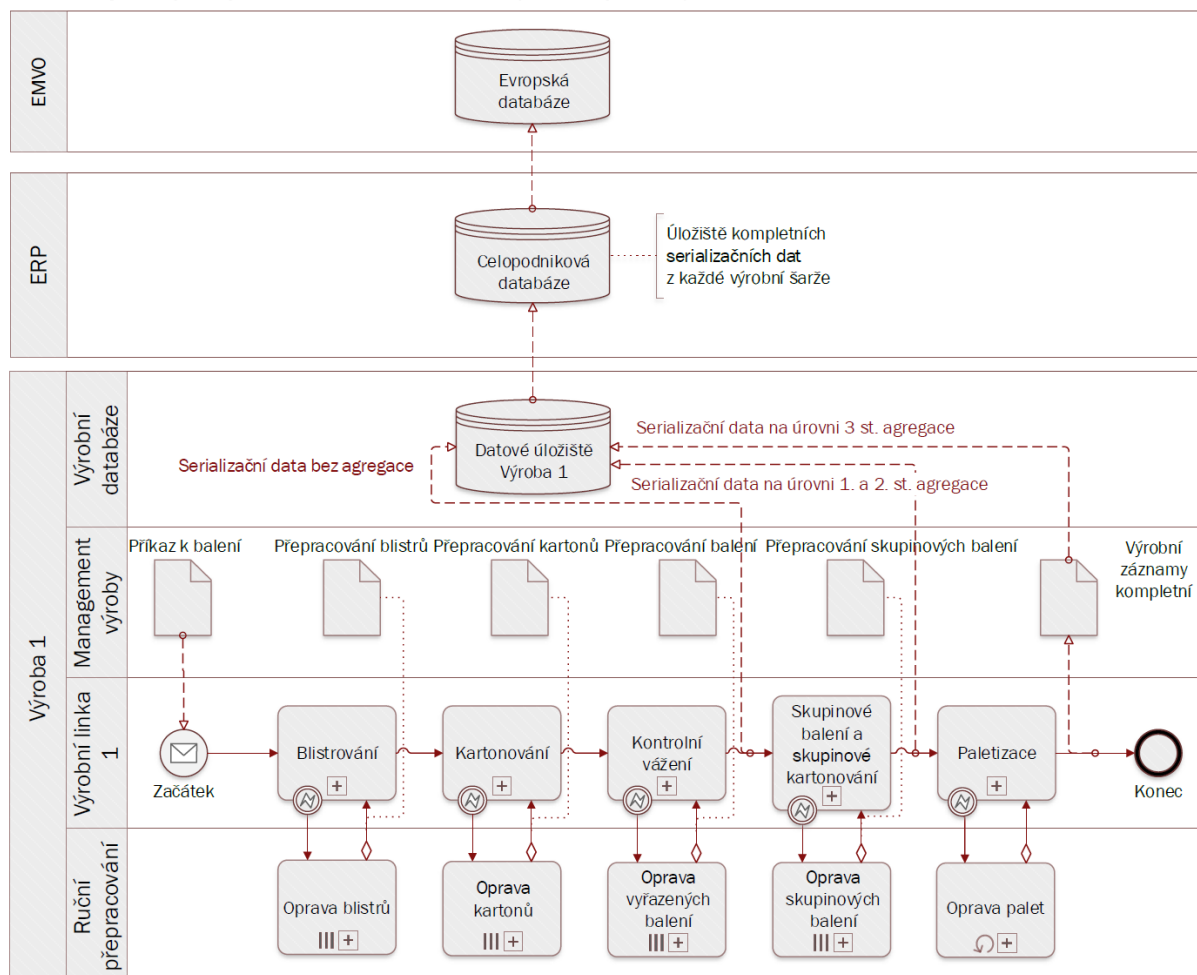 EMVO
Evropská
databáze
ERP
Celopodniková
databáze
Úložiště kompletních
serializačních dat
z každé výrobní šarže
Výroba 1
Výrobní
databáze
Datové úložiště
Výroba 1
Serializační data bez agregace
Serializační data na úrovni 3 st. agregace
Serializační data na úrovni 1. a 2. st. agregace
Management
výroby
Příkaz k balení
Přepracování blistrů
Přepracování kartonů
Přepracování balení
Přepracování skupinových balení
Výrobní
záznamy
kompletní
Výrobní linka
1
Začátek
Blistrování
Kartonování
Kontrolní
vážení
Skupinové
balení a
skupinové
kartonování
Paletizace
Konec
Ruční
přepracování
Oprava blistrů
Oprava
kartonů
Oprava
vyřazených
balení
Oprava
skupinových
balení
Oprava palet